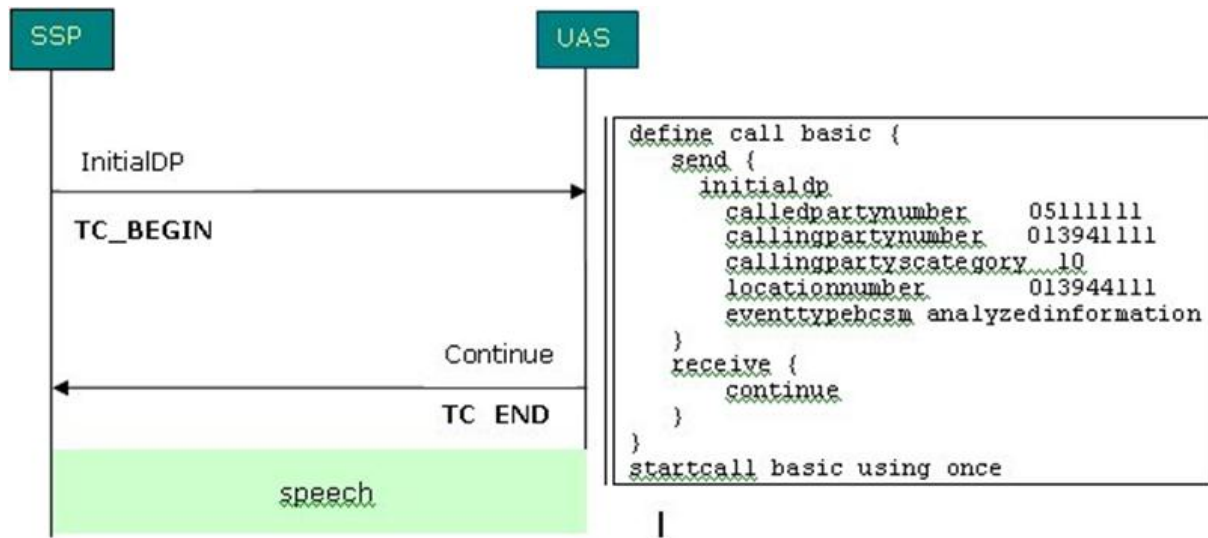 SSP
UAS
InitialDP
TC_BEGIN
Continue
TC END
speech
define call basic {
send {
initialdp
calledpartynumber 05111111
callingpartynumber 013941111
callingpartyscategory 10
locationnumber 013944111
eventtypebcsm analyzedinformation
}
receive {
continue
}
}
startcall basic using once